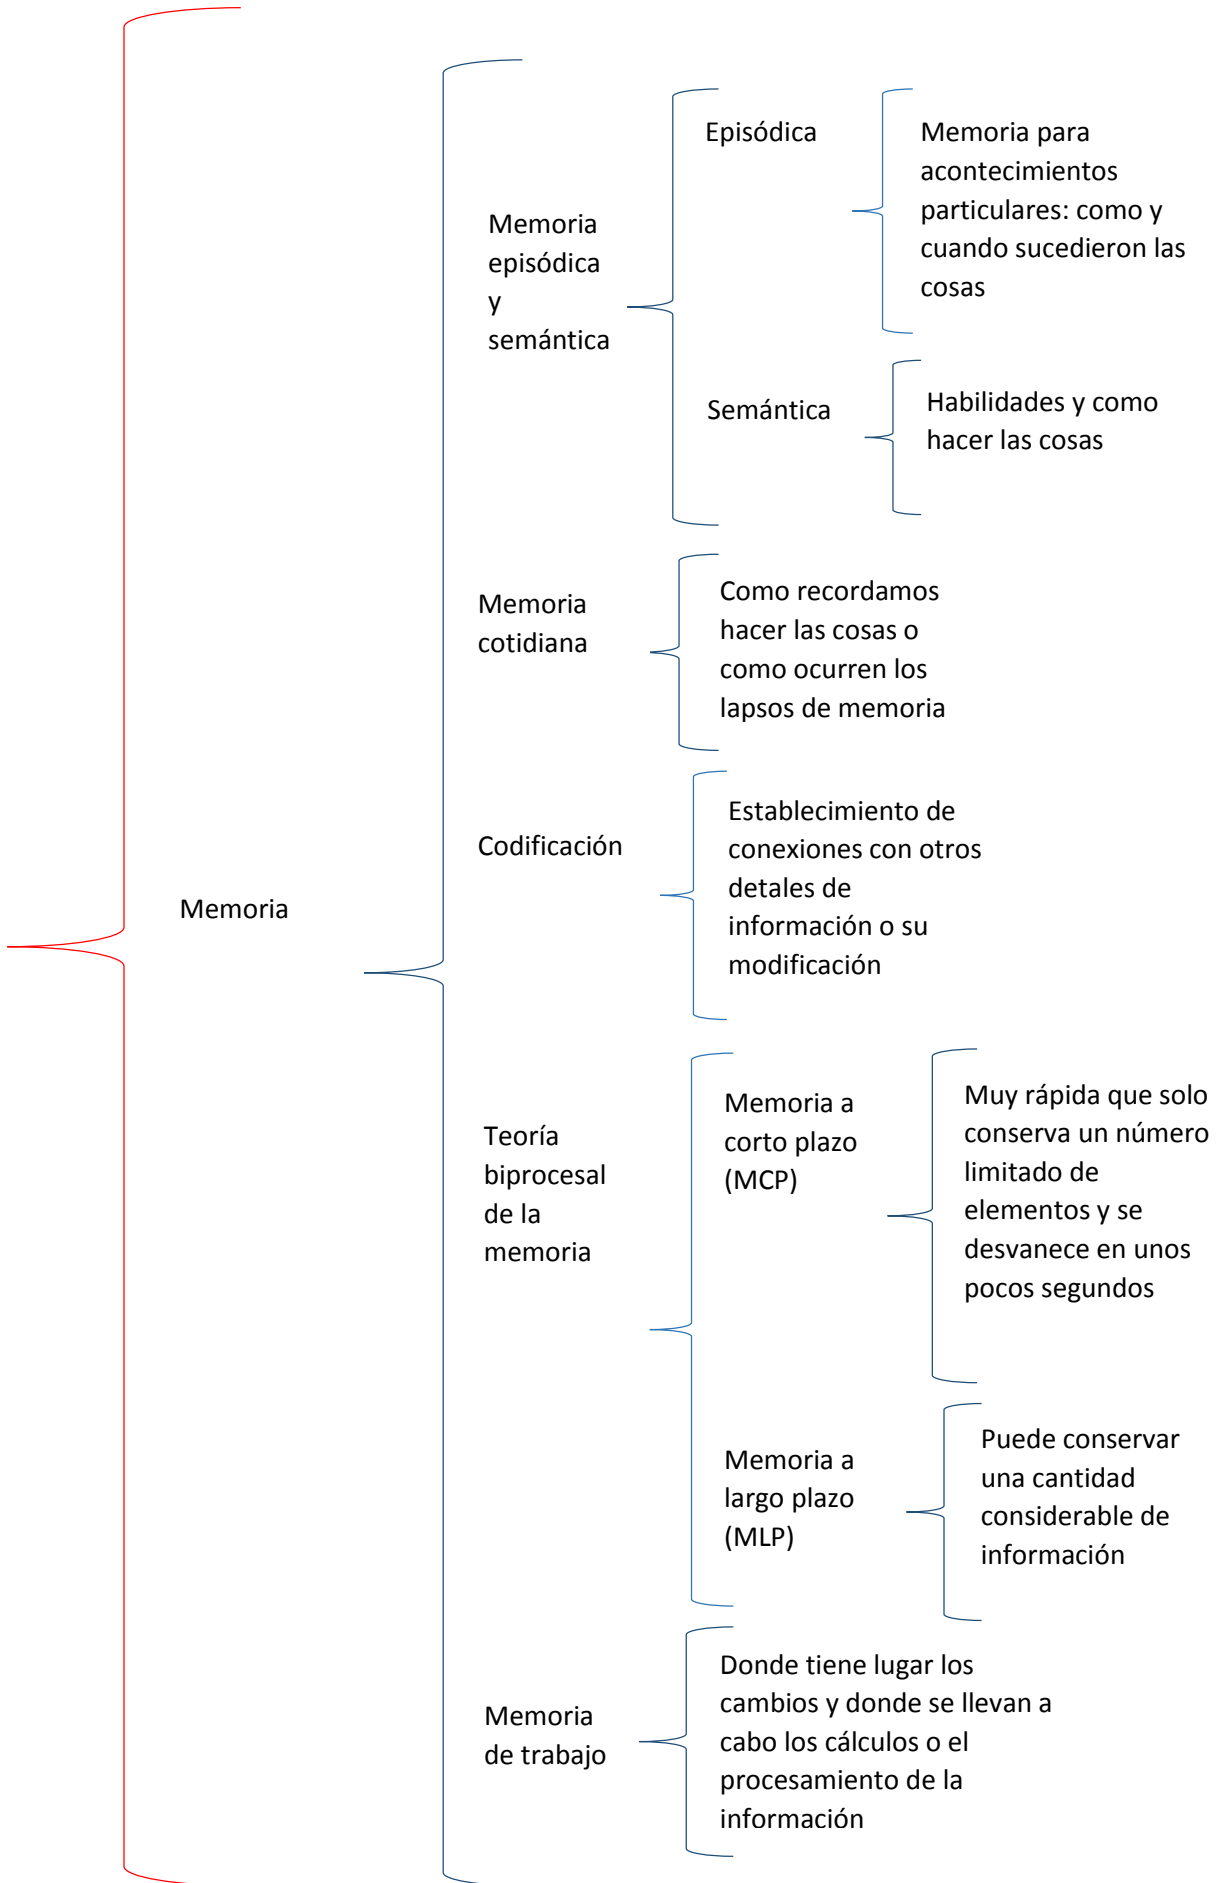 Memoria
Memoria
episódica
y
semántica
Episódica
Memoria para
acontecimientos
particulares: como y
cuando sucedieron las
cosas
Semántica
Habilidades y como
hacer las cosas
Memoria
cotidiana
Como recordamos
hacer las cosas o
como ocurren los
lapsos de memoria
Codificación
Establecimiento de
conexiones con otros
detales de
información o su
modificación
Teoría
biprocesal
de la
memoria
Memoria a
corto plazo
(MCP)
Muy rápida que solo
conserva un número
limitado de
elementos y se
desvanece en unos
pocos segundos
Memoria a
largo plazo
(MLP)
Puede conservar
una cantidad
considerable de
información
Memoria
de trabajo
Donde tiene lugar los
cambios y donde se llevan a
cabo los cálculos o el
procesamiento de la
información